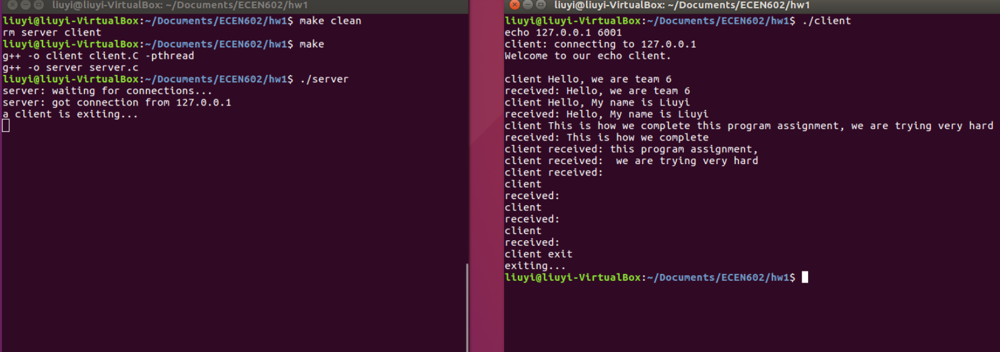 liuyi@liuyi-VirtualBox: ~/Documents/ECEN602/hw1
liuyi@liuyi-VirtualBox:~/Documents/ECEN602/hw1$ make clean
rm server client
liuyi@liuyi-VirtualBox:~/Documents/ECEN602/hw1$ make
g++ -o client client.C -pthread
g++ -o server server.c
liuyi@liuyi-VirtualBox:~/Documents/ECEN602/hw1$ ./server
server: waiting for connections...
server: got connection from 127.0.0.1
a client is exiting...
liuyi@liuyi-VirtualBox: ~/Documents/ECEN602/hw1
liuyi@liuyi-VirtualBox:~/Documents/ECEN602/hw1$ ./client
echo 127.0.0.1 6001
client: connecting to 127.0.0.1
Welcome to our echo client.
client Hello, we are team 6
received: Hello, we are team 6
client Hello, My name is Liuyi
received: Hello, My name is Liuyi
client This is how we complete this program assignment, we are trying very hard
received: This is how we complete
client received: this program assignment,
client received:  we are trying very hard
client received:
client
received:
client
received:
client
received:
client exit
exiting...
liuyi@liuyi-VirtualBox:~/Documents/ECEN602/hw1$